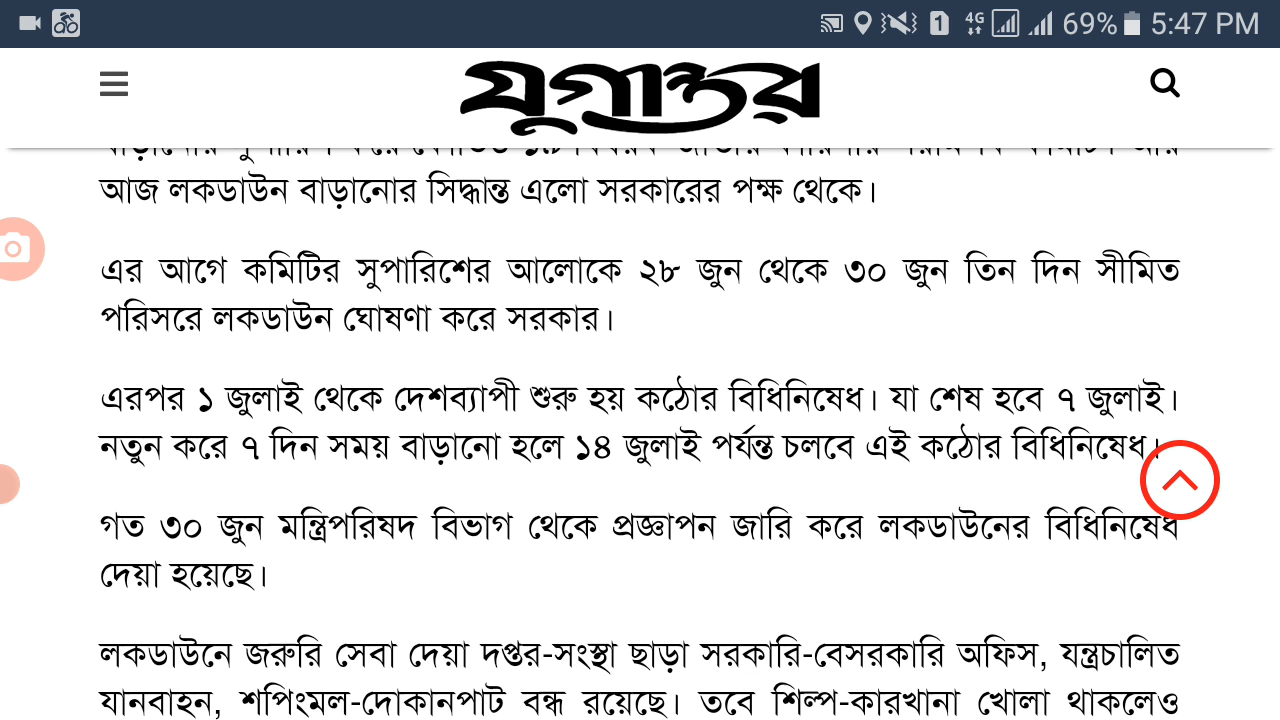 69% 5:47 PM
যুগান্তর
আজ লকডাউন বাড়ানোর সিদ্ধান্ত এলো সরকারের পক্ষ থেকে।
এর আগে কমিটির সুপারিশের আলোকে ২৮ জুন থেকে ৩০ জুন তিন দিন সীমিত
পরিসরে লকডাউন ঘোষণা করে সরকার।
এরপর ১ জুলাই থেকে দেশব্যাপী শুরু হয় কঠোর বিধিনিষেধ। যা শেষ হবে ৭ জুলাই।
নতুন করে ৭ দিন সময় বাড়ানো হলে ১৪ জুলাই পর্যন্ত চলবে এই কঠোর বিধিনিষেধ।
গত ৩০ জুন মন্ত্রিপরিষদ বিভাগ থেকে প্রজ্ঞাপন জারি করে লকডাউনের বিধিনিষেধ
দেয়া হয়েছে।
লকডাউনে জরুরি সেবা দেয়া দপ্তর-সংস্থা ছাড়া সরকারি-বেসরকারি অফিস, যন্ত্রচালিত
যানবাহন, শপিংমল-দোকানপাট বন্ধ রয়েছে। তবে শিল্প-কারখানা খোলা থাকলেও